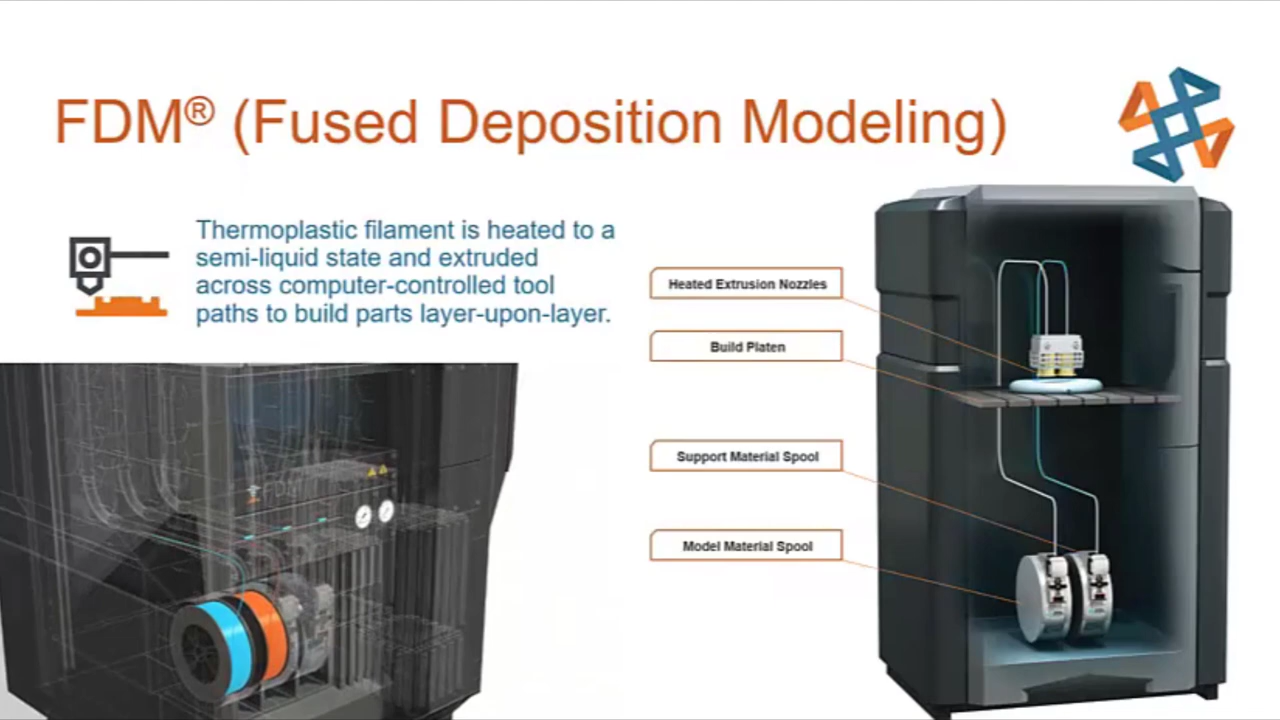 FDM® (Fused Deposition Modeling)
Thermoplastic filament is heated to a
semi-liquid state and extruded
across computer-controlled tool
paths to build parts layer-upon-layer.
Heated Extrusion Nozzles
Build Platen
Support Material Spool
Model Material Spool